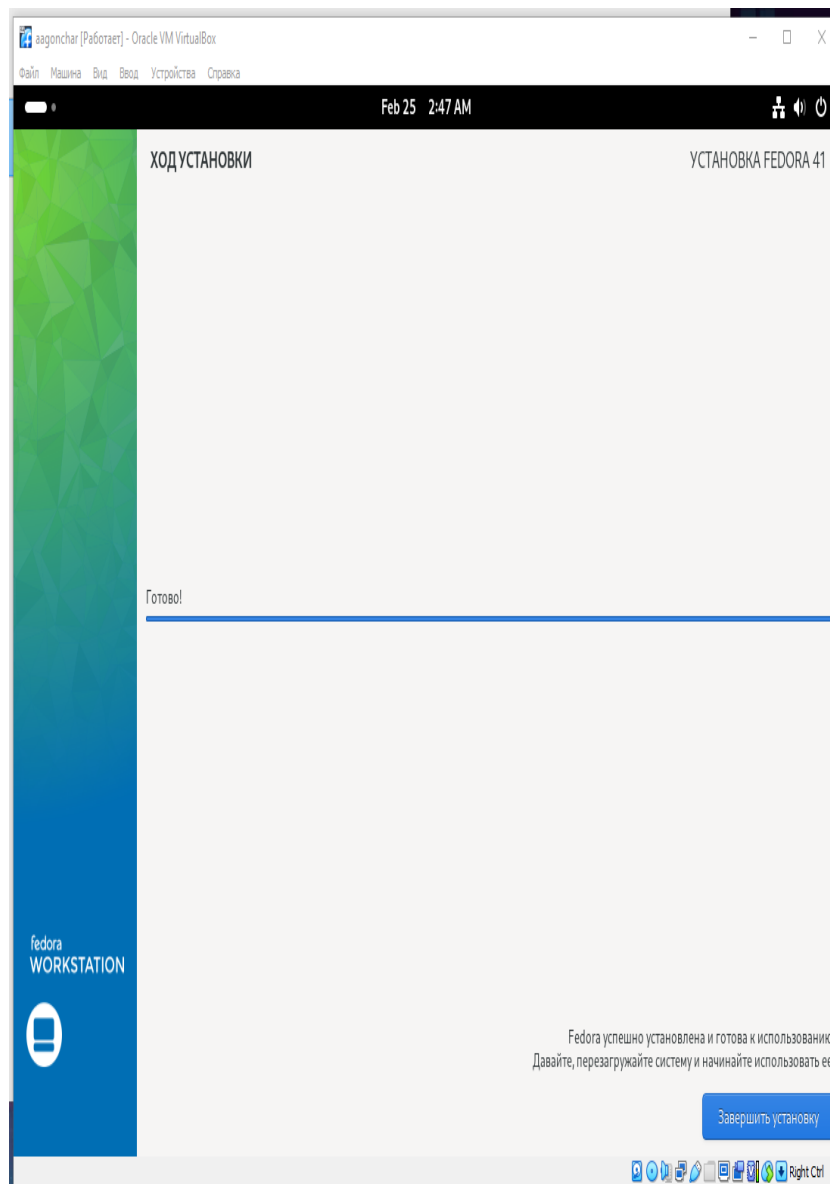 aagonchar [Работает] - Oracle VM VirtualBox
Файл Машина Вид Ввод Устройства Справка
Feb 25 2:47 AM
ХОД УСТАНОВКИ
УСТАНОВКА FEDORA 41
Готово!
fedora
WORKSTATION
Fedora успешно установлена и готова к использовани
Давайте, перезагружайте систему и начинайте использовать ее
Завершить установку
Right Ctrl